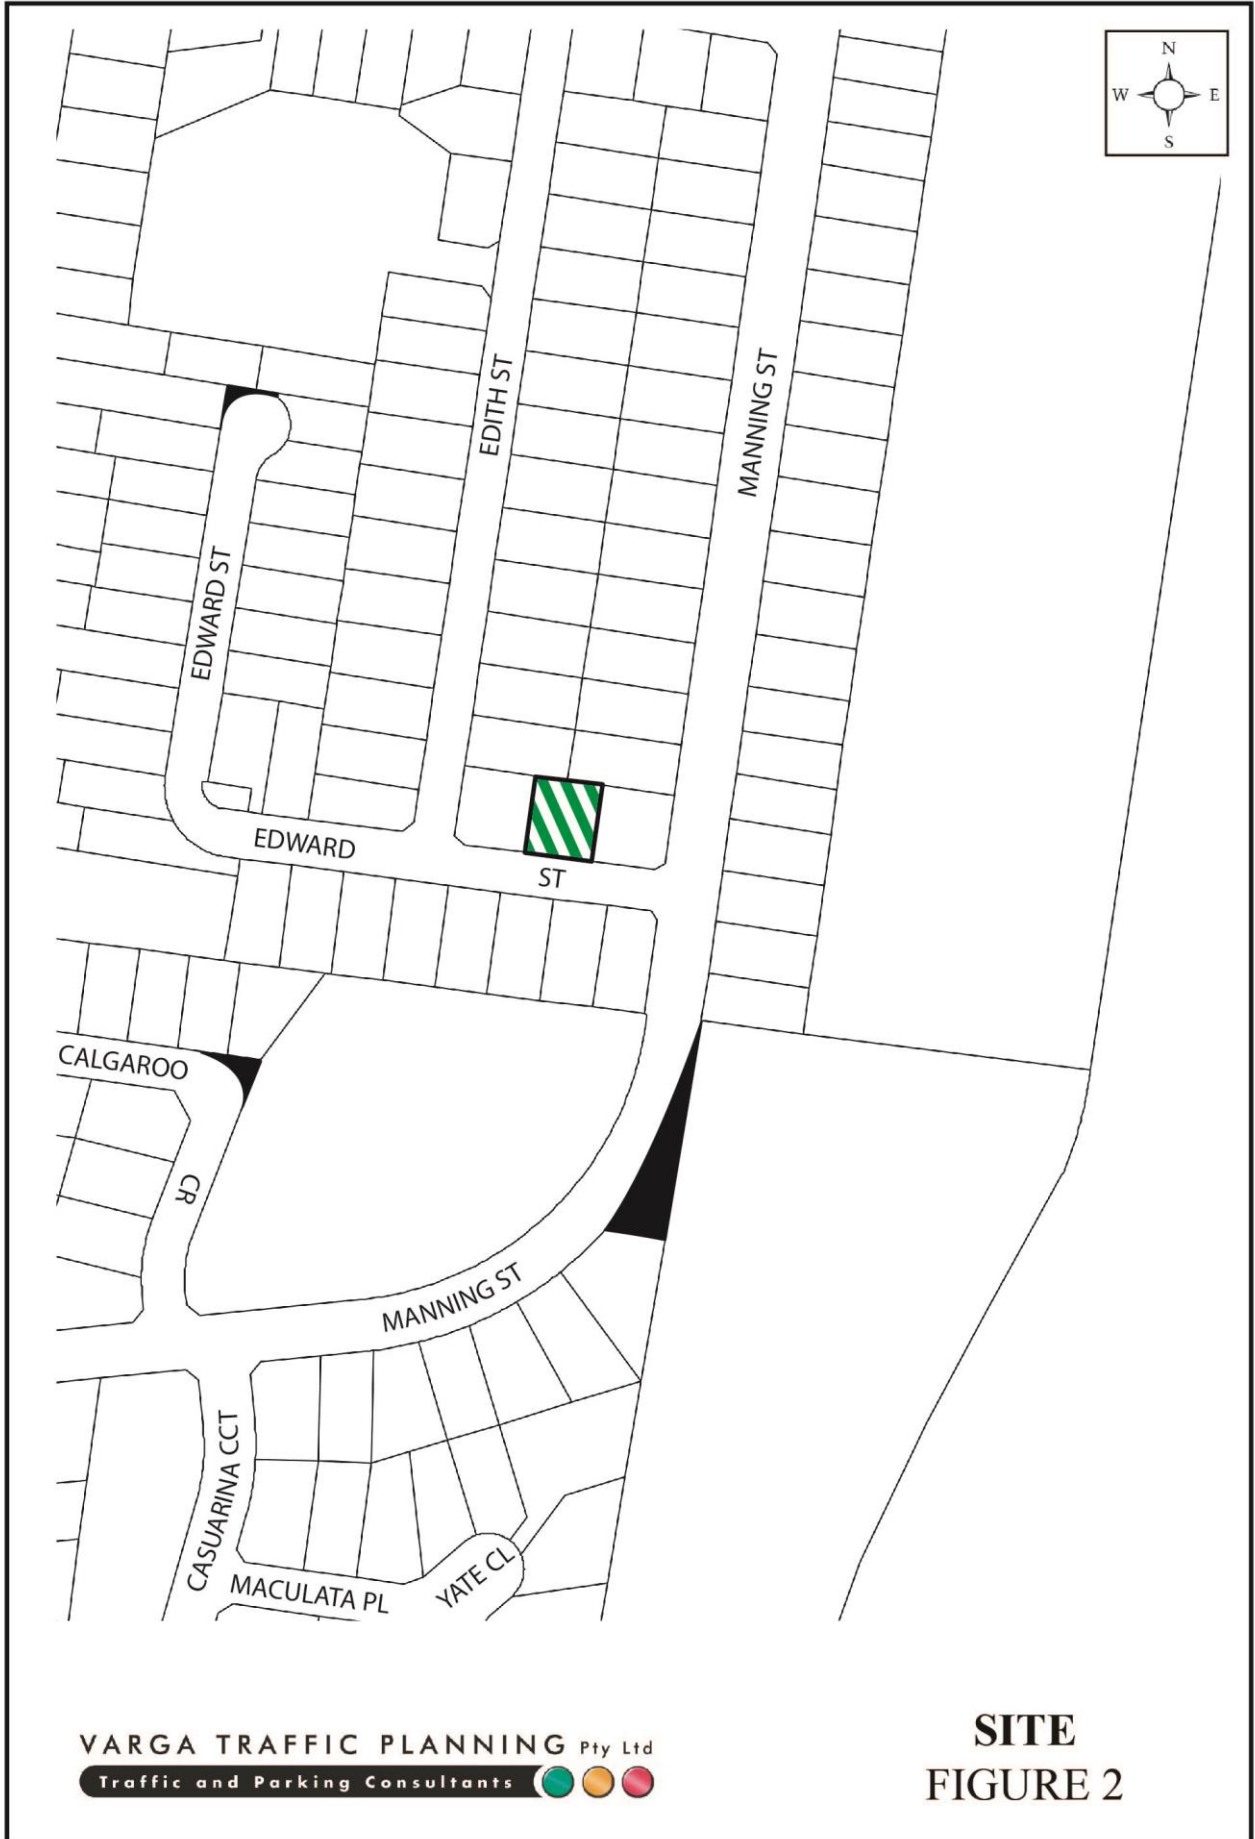 N
W E
S
EDITH ST
MANNING ST
EDWARD ST
EDWARD
ST
CALGAROO
CR
MANNING ST
CASUARINA CCT
MACULATA PL
YATE CL
VARGA TRAFFIC PLANNING Pty Ltd
Traffic and Parking Consultants
SITE
FIGURE 2